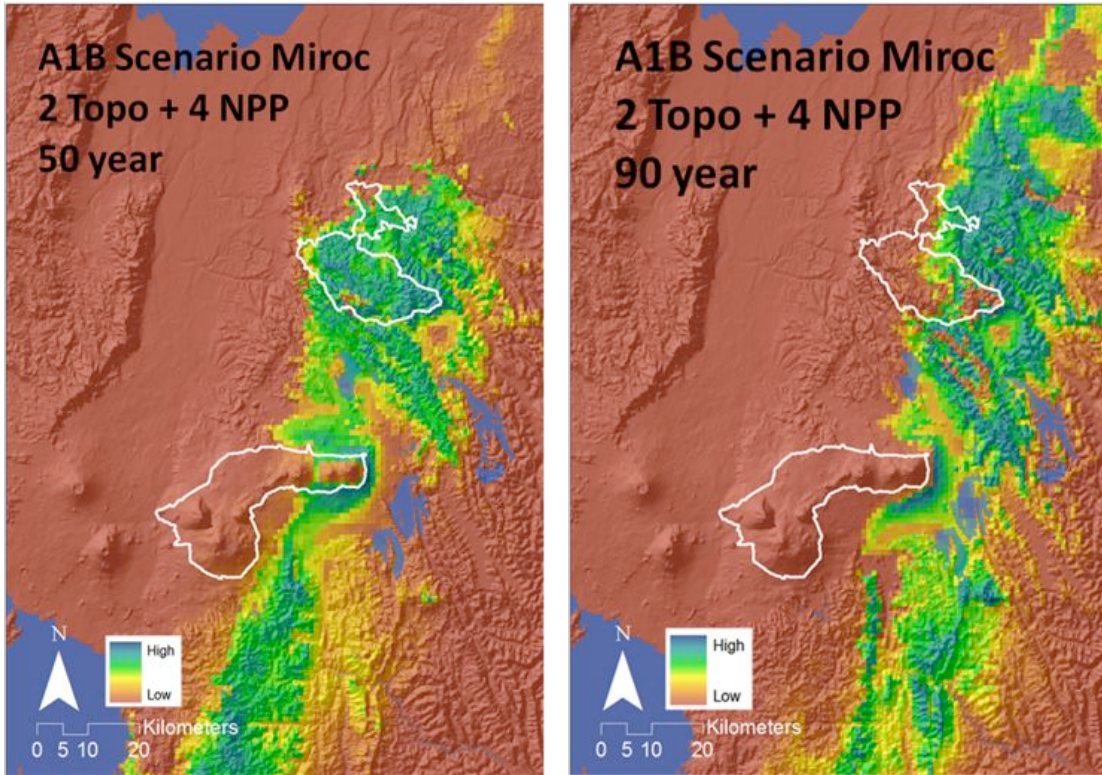 A1B Scenario Miroc
2 Topo + 4 NPP
50 year
N
High
Low
Kilometers
0 5 10 20
A1B Scenario Miroc
2 Topo + 4 NPP
90 year
N
High
Low
Kilometers
0 5 10 20